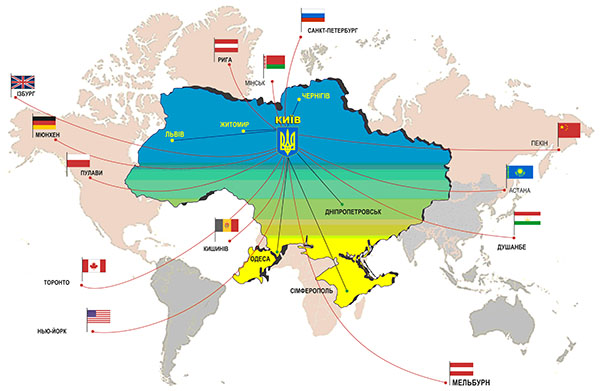 САНКТ-ПЕТЕРБУРГ
РИГА
МІНСЬК
ІЗБУРГ
ЧЕРНІГІВ
КИЇВ
ЖИТОМИР
ЛЬВІВ
МЮНХЕН
ПЕКІН
ПУЛАВИ
АСТАНА
ДНІПРОПЕТРОВСЬК
КИШИНІВ
ДУШАНБЕ
ОДЕСА
ТОРОНТО
СІМФЕРОПОЛЬ
НЬЮ-ЙОРК
МЕЛЬБУРН